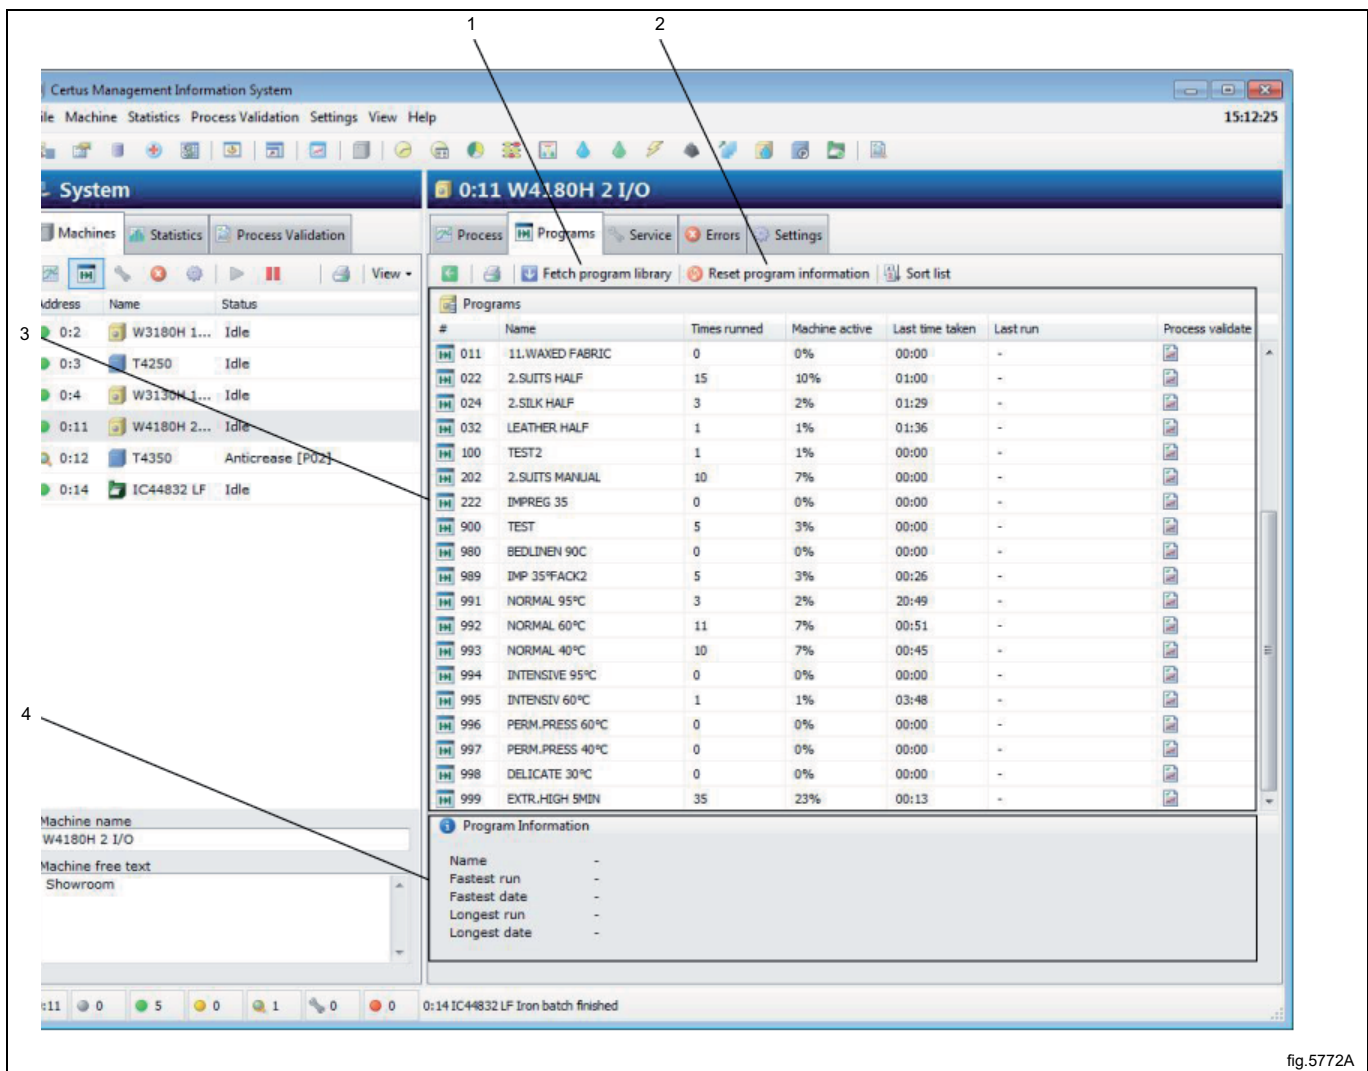 1 2
Certus Management Information System
ile Machine Statistics Process Validation Settings View Help 15:12:25
System
0:11 W4180H 2 I/O
Machines Statistics Process Validation
Process Programs Service Errors Settings
View
Fetch program library Reset program information Sort list
Address Name Status
Programs
# Name Times runned Machine active Last time taken Last run Process validate
3
0:2 W3180H 1... Idle
0:3 T4250 Idle
0:4 W3130H 1... Idle
0:11 W4180H 2... Idle
0:12 T4350 Anticrease [P02]
0:14 IC44832 LF Idle
011 11.WAXED FABRIC 0 0% 00:00 -
022 2.SUITS HALF 15 10% 01:00 -
024 2.SILK HALF 3 2% 01:29 -
032 LEATHER HALF 1 1% 01:36 -
100 TEST2 1 1% 00:00 -
202 2.SUITS MANUAL 10 7% 00:00 -
222 IMPREG 35 0 0% 00:00 -
900 TEST 5 3% 00:00 -
980 BEDLINEN 90C 0 0% 00:00 -
989 IMP 35°FACK2 5 3% 00:26 -
991 NORMAL 95°C 3 2% 20:49 -
992 NORMAL 60°C 11 7% 00:51 -
993 NORMAL 40°C 10 7% 00:45 -
994 INTENSIVE 95°C 0 0% 00:00 -
995 INTENSIV 60°C 1 1% 03:48 -
996 PERM.PRESS 60°C 0 0% 00:00 -
997 PERM.PRESS 40°C 0 0% 00:00 -
998 DELICATE 30°C 0 0% 00:00 -
999 EXTR.HIGH 5MIN 35 23% 00:13 -
4
Machine name
W4180H 2 I/O
Machine free text
Showroom
Program Information
Name -
Fastest run -
Fastest date -
Longest run -
Longest date -
:11 0 5 0 1 0 0 0:14 IC44832 LF Iron batch finished
fig.5772A